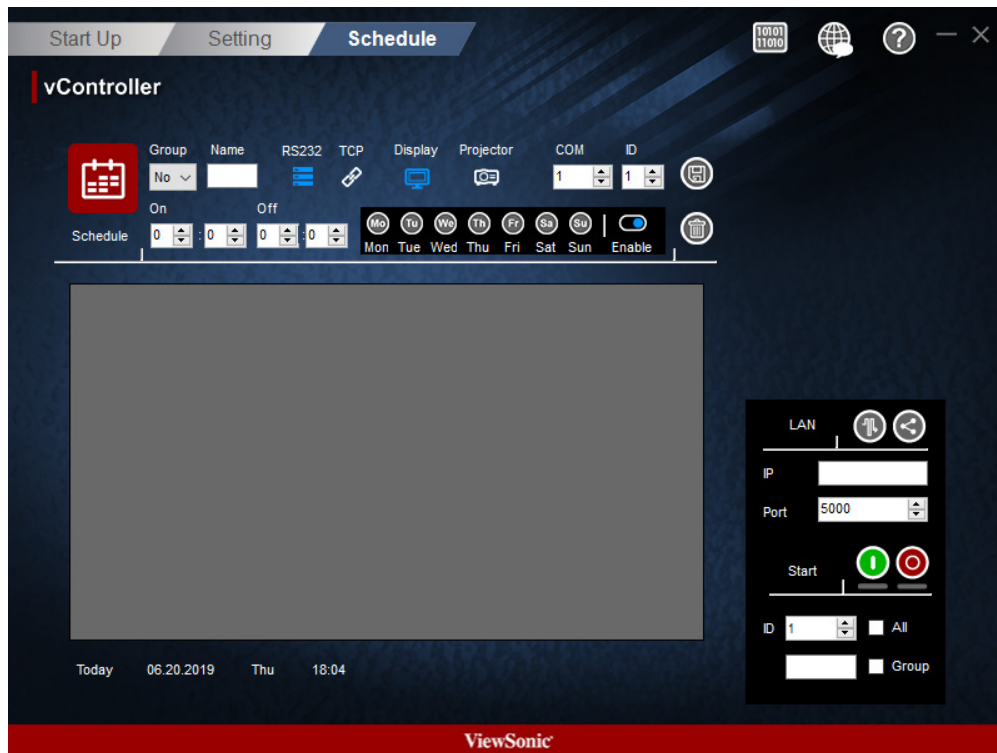 Start Up Setting Schedule 10101 11010 ?
vController
Group Name RS232 TCP Display Projector COM ID
No 1 1
On Off
Schedule 0 : 0 0 : 0 Mo Tu We Th Fr Sa Su
Mon Tue Wed Thu Fri Sat Sun Enable
LAN
IP
Port 5000
Start
ID 1 All
Group
Today 06.20.2019 Thu 18:04
ViewSonic